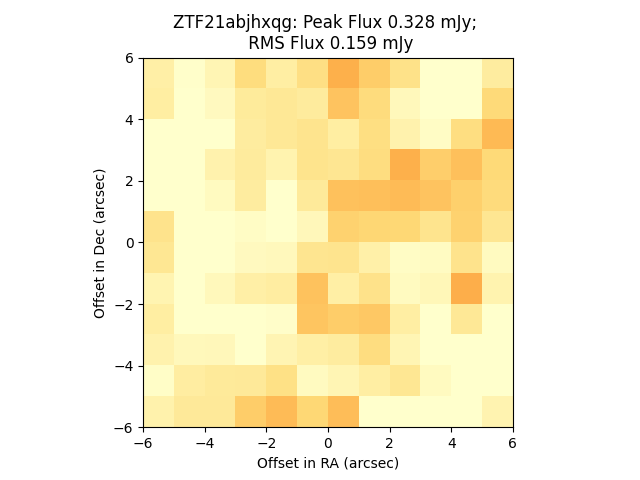 ZTF21abjhxqg: Peak Flux 0.328 mJy;
RMS Flux 0.159 mJy
6
4
2
0
−2
−4
−6
Offset in Dec (arcsec)
−6 −4 −2 0 2 4 6
Offset in RA (arcsec)